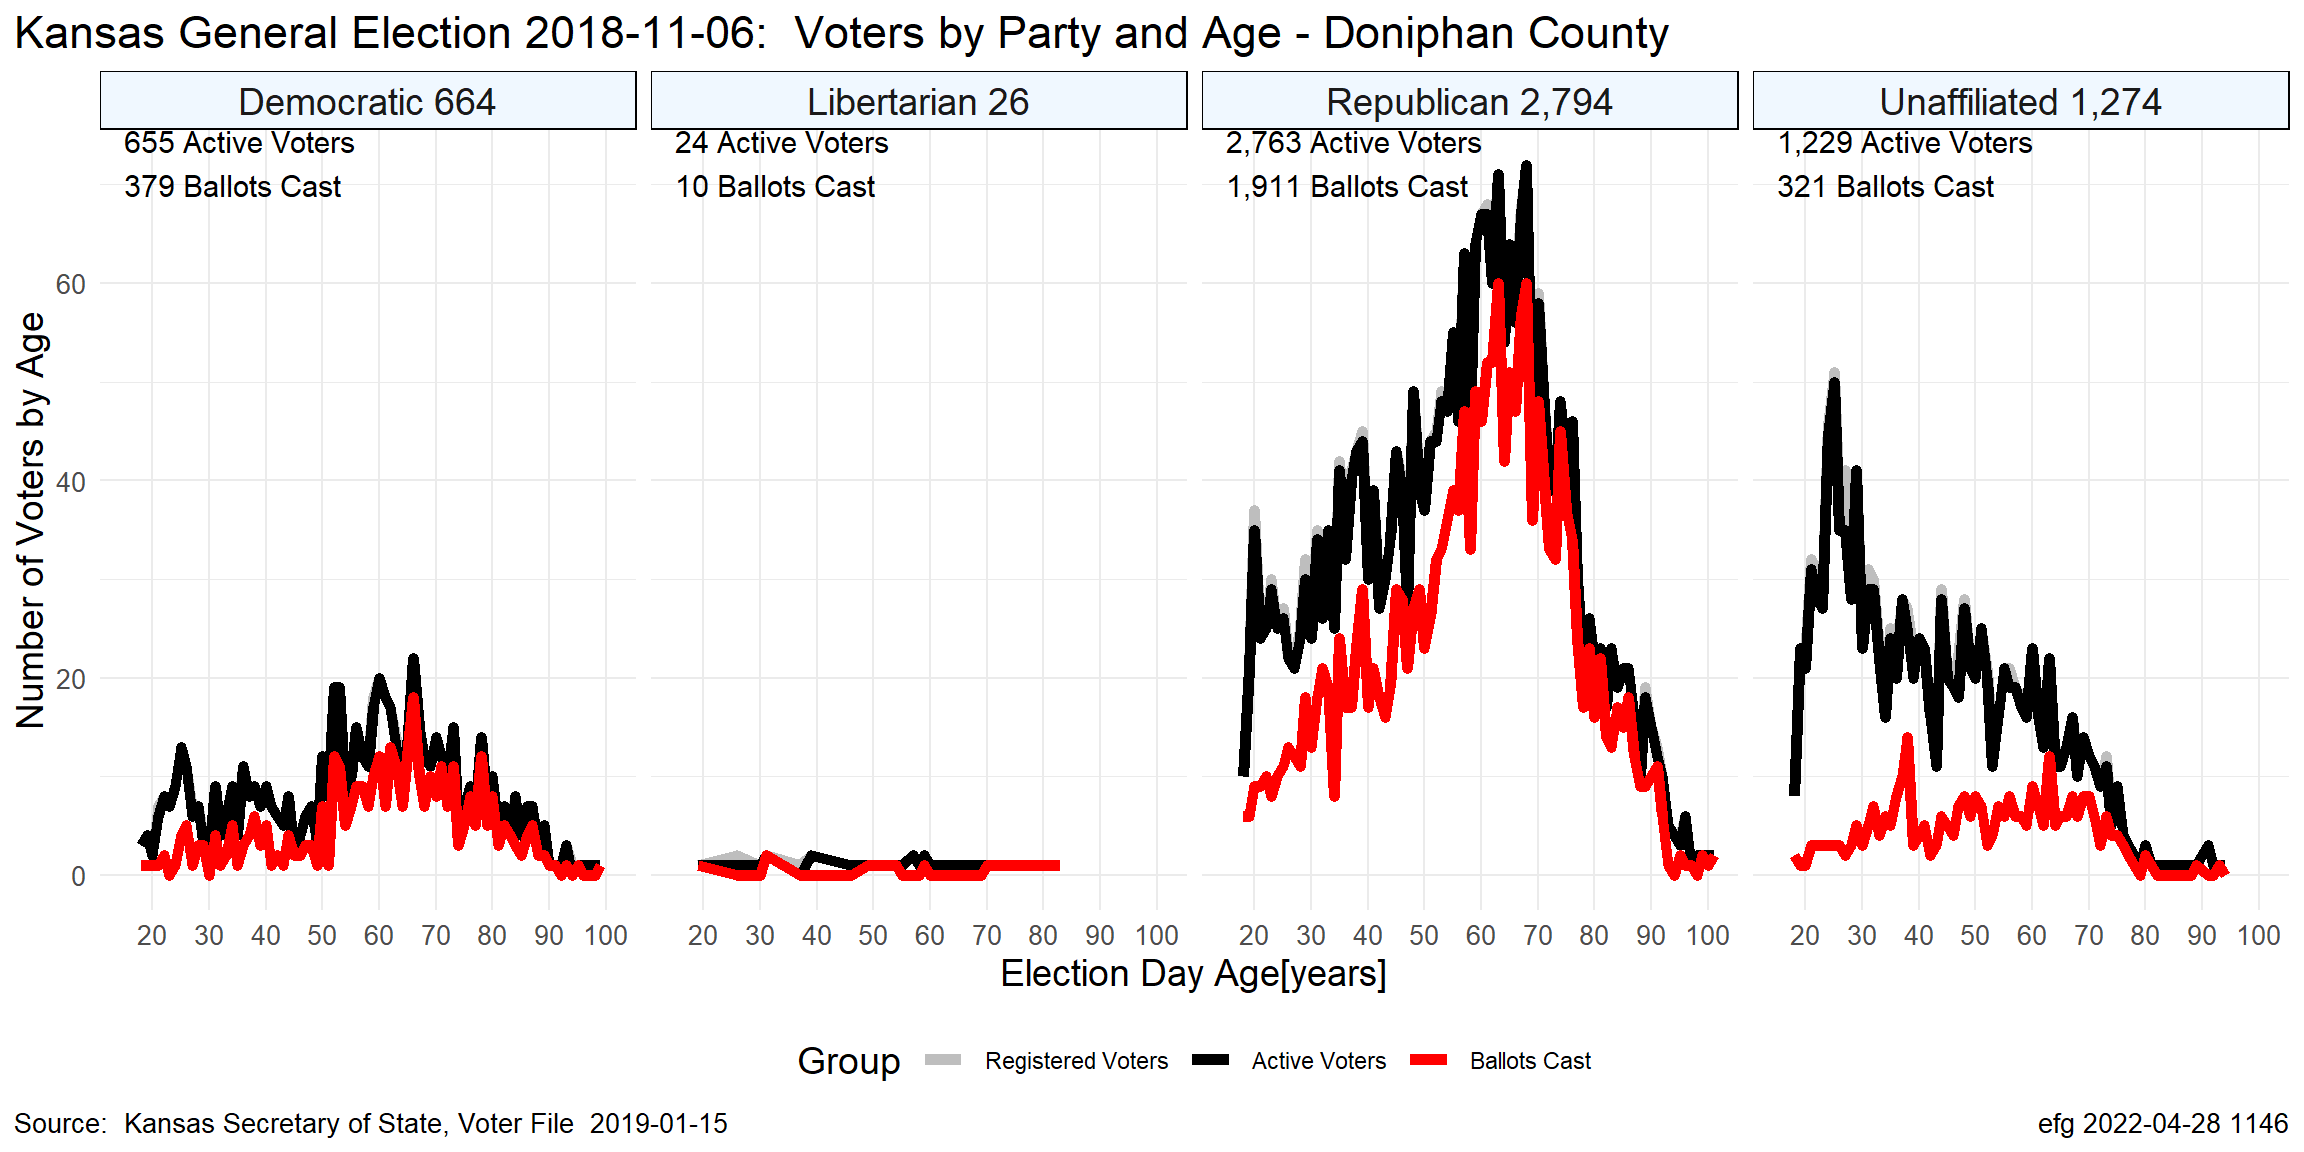 Kansas General Election 2018-11-06:  Voters by Party and Age - Doniphan County
Democratic 664
Libertarian 26
Republican 2,794
Unaffiliated 1,274
655 Active Voters
379 Ballots Cast
24 Active Voters
10 Ballots Cast
2,763 Active Voters
1,911 Ballots Cast
1,229 Active Voters
321 Ballots Cast
Number of Voters by Age
60
40
20
0
20 30 40 50 60 70 80 90 100
20 30 40 50 60 70 80 90 100
20 30 40 50 60 70 80 90 100
20 30 40 50 60 70 80 90 100
Election Day Age[years]
Group Registered Voters Active Voters Ballots Cast
Source:  Kansas Secretary of State, Voter File  2019-01-15
efg 2022-04-28 1146